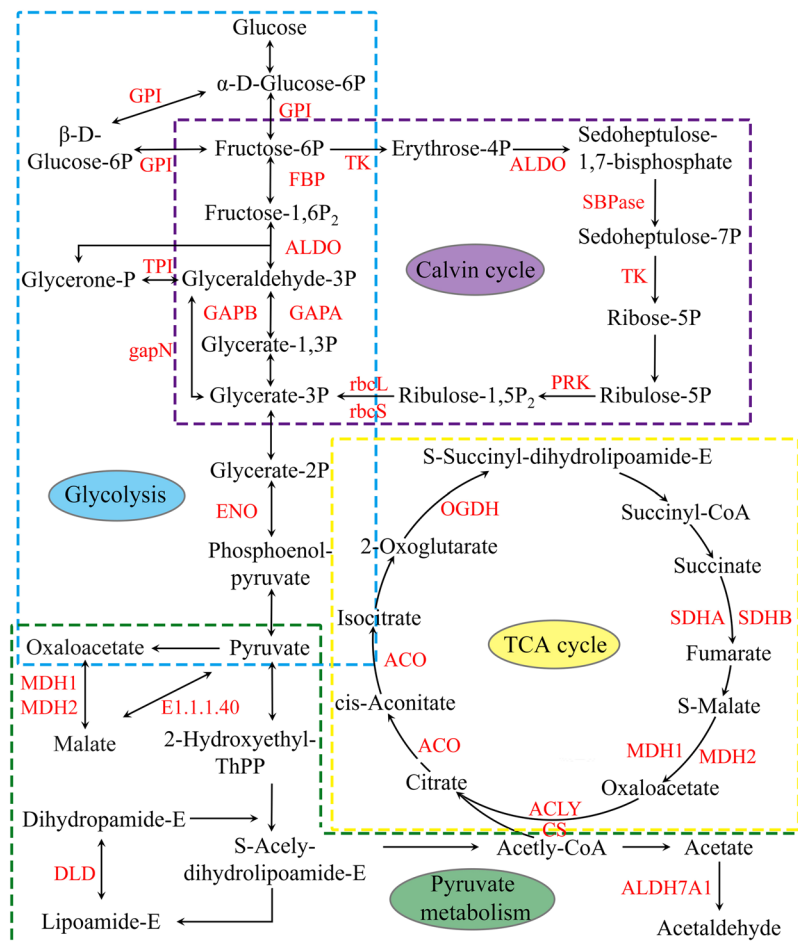 Glucose
α-D-Glucose-6P
GPI
GPI
β-D-
Glucose-6P
GPI
Fructose-6P
TK
Erythrose-4P
ALDO
Sedoheptulose-
1,7-bisphosphate
FBP
SBPase
Fructose-1,6P₂
Sedoheptulose-7P
ALDO
Calvin cycle
Glycerone-P
TPI
Glyceraldehyde-3P
TK
GAPB
GAPA
Ribose-5P
gapN
Glycerate-1,3P
Glycerate-3P
rbcL
rbcS
Ribulose-1,5P₂
PRK
Ribulose-5P
Glycerate-2P
Glycolysis
ENO
Phosphoenol-
pyruvate
S-Succinyl-dihydrolipoamide-E
OGDH
Succinyl-CoA
2-Oxoglutarate
Succinate
Isocitrate
TCA cycle
SDHA
SDHB
Fumarate
ACO
cis-Aconitate
S-Malate
ACO
MDH1
MDH2
Citrate
Oxaloacetate
ACLY
CS
Oxaloacetate
Pyruvate
MDH1
MDH2
E1.1.1.40
Malate
2-Hydroxyethyl-
ThPP
Dihydropamide-E
S-Acely-
dihydrolipoamide-E
Acetly-CoA
Acetate
DLD
ALDH7A1
Pyruvate
metabolism
Lipoamide-E
Acetaldehyde